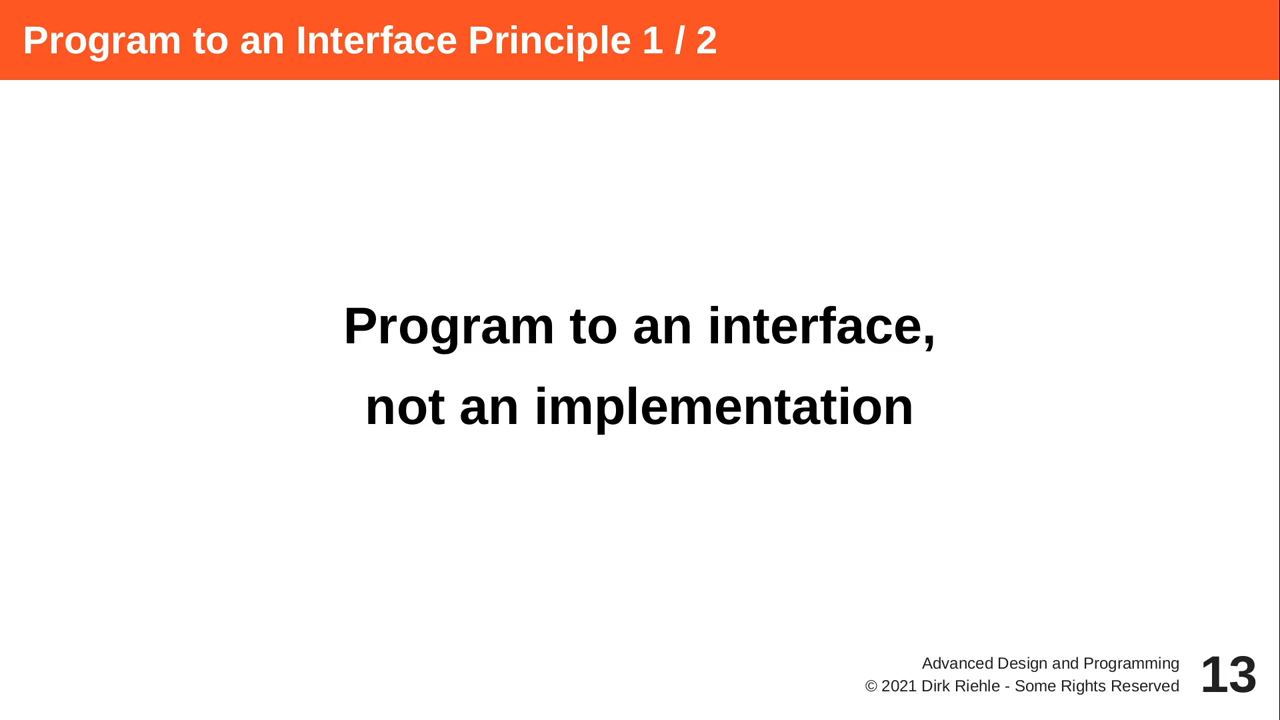 Program to an Interface Principle 1 / 2
Program to an interface,
not an implementation
Advanced Design and Programming
© 2021 Dirk Riehle - Some Rights Reserved
13